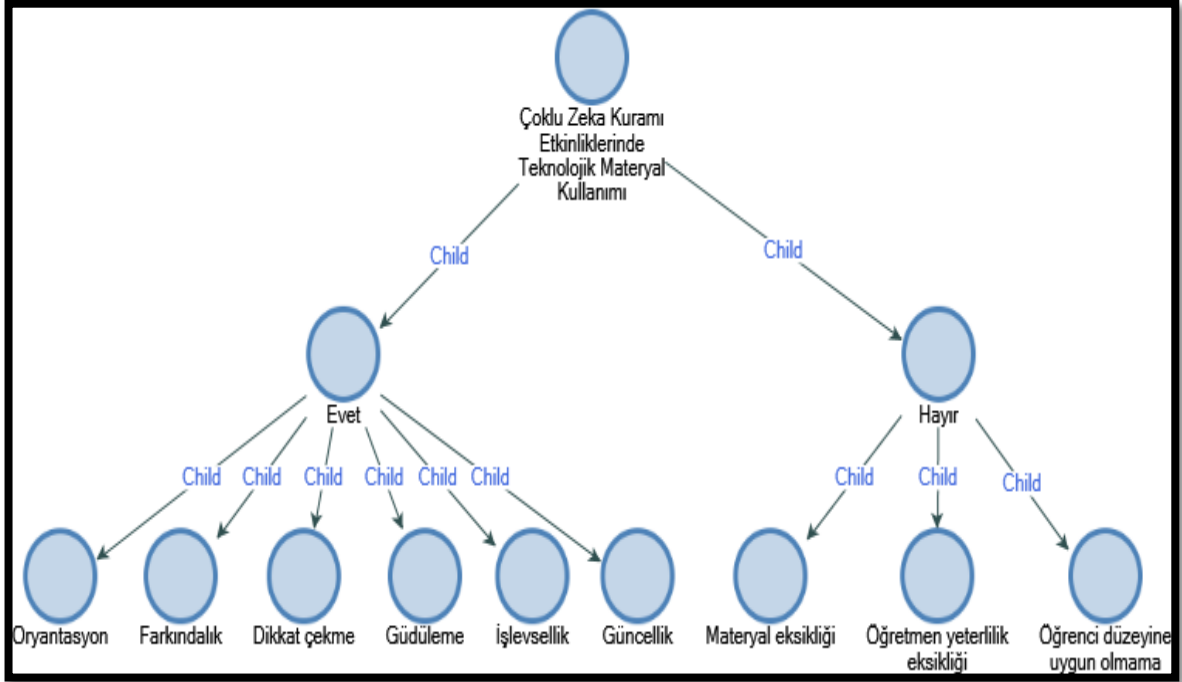 Çoklu Zeka Kuramı
Etkinliklerinde
Teknolojik Materyal
Kullanımı
Child
Child
Evet
Hayır
Child
Child
Child
Child
Child
Child
Child
Child
Child
Oryantasyon
Farkındalık
Dikkat çekme
Güdüleme
İşlevsellik
Güncellik
Materyal eksikliği
Öğretmen yeterlilik
eksikliği
Öğrenci düzeyine
uygun olmama